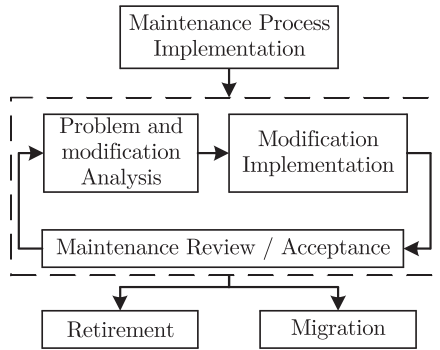 Maintenance Process
Implementation
Problem and
modification
Analysis
Modification
Implementation
Maintenance Review / Acceptance
Retirement
Migration